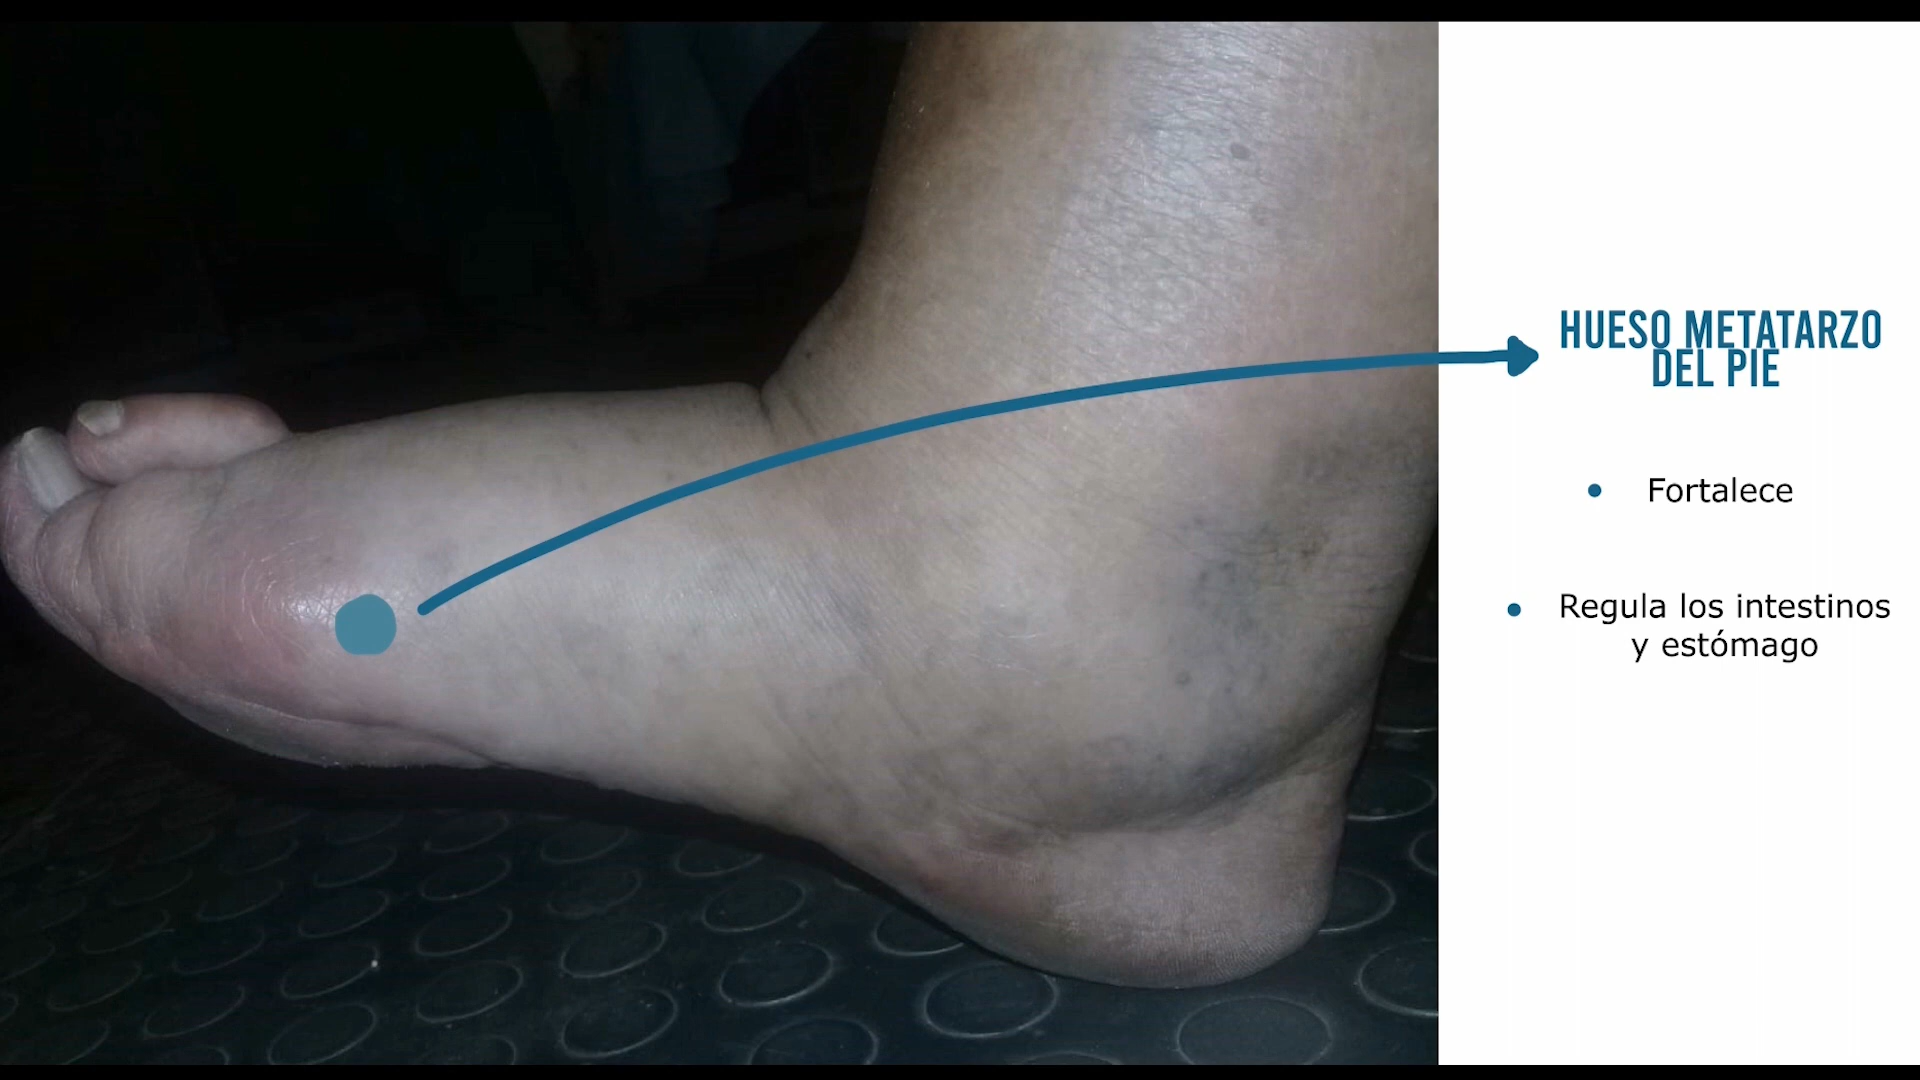 HUESO METATARZO
DEL PIE
Fortalece
Regula los intestinos
y estómago